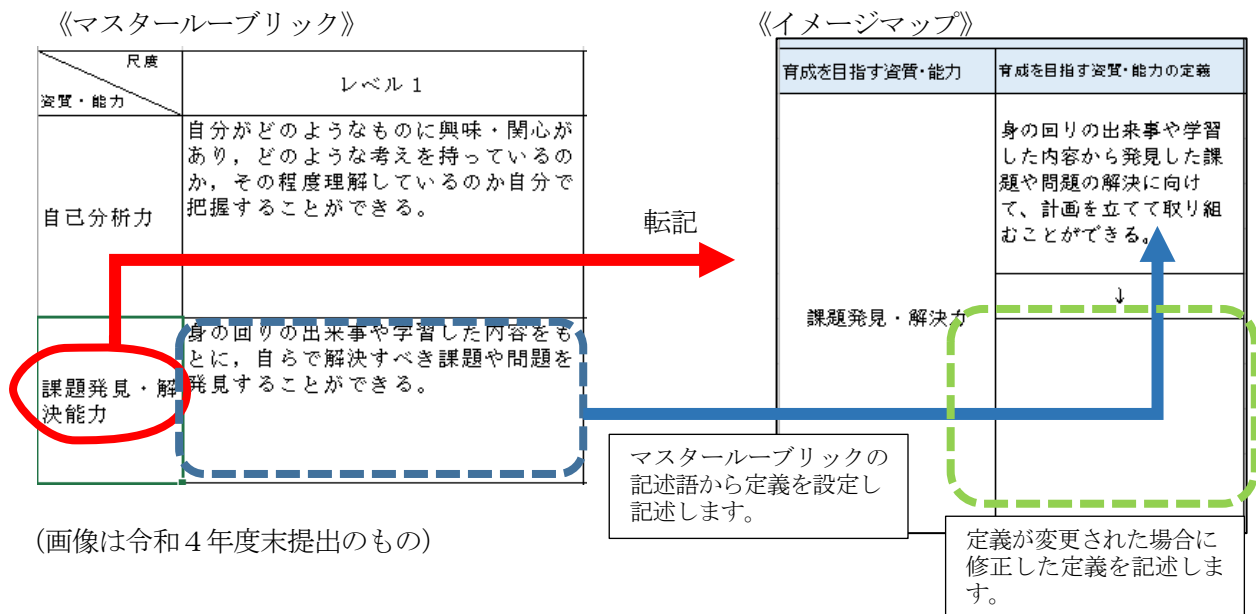 《マスタールーブリック》
尺度
資質・能力
レベル１
自己分析力
自分がどのようなものに興味・関心が
あり，どのような考えを持っているの
か，その程度理解しているのか自分で
把握することができる。
課題発見・解
決能力
身の回りの出来事や学習した内容をも
とに，自らで解決すべき課題や問題を
発見することができる。
(画像は令和４年度末提出のもの)
転記
《イメージマップ》
育成を目指す資質・能力
育成を目指す資質・能力の定義
課題発見・解決力
身の回りの出来事や学習
した内容から発見した課
題や問題の解決に向け
て、計画を立てて取り組
むことができる。
↓
マスタールーブリックの
記述語から定義を設定し
記述します。
定義が変更された場合に
修正した定義を記述しま
す。